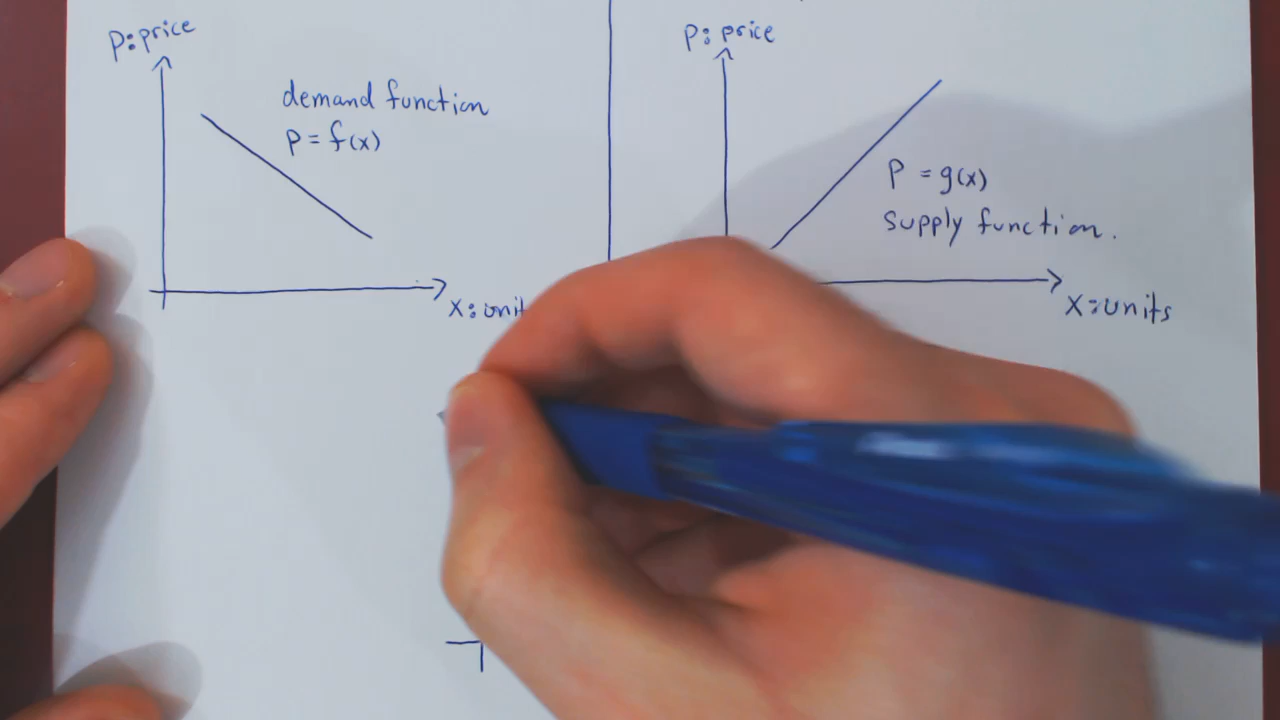 p: price
demand function
P = f(x)
p: price
P = g(x)
supply function.
x: units